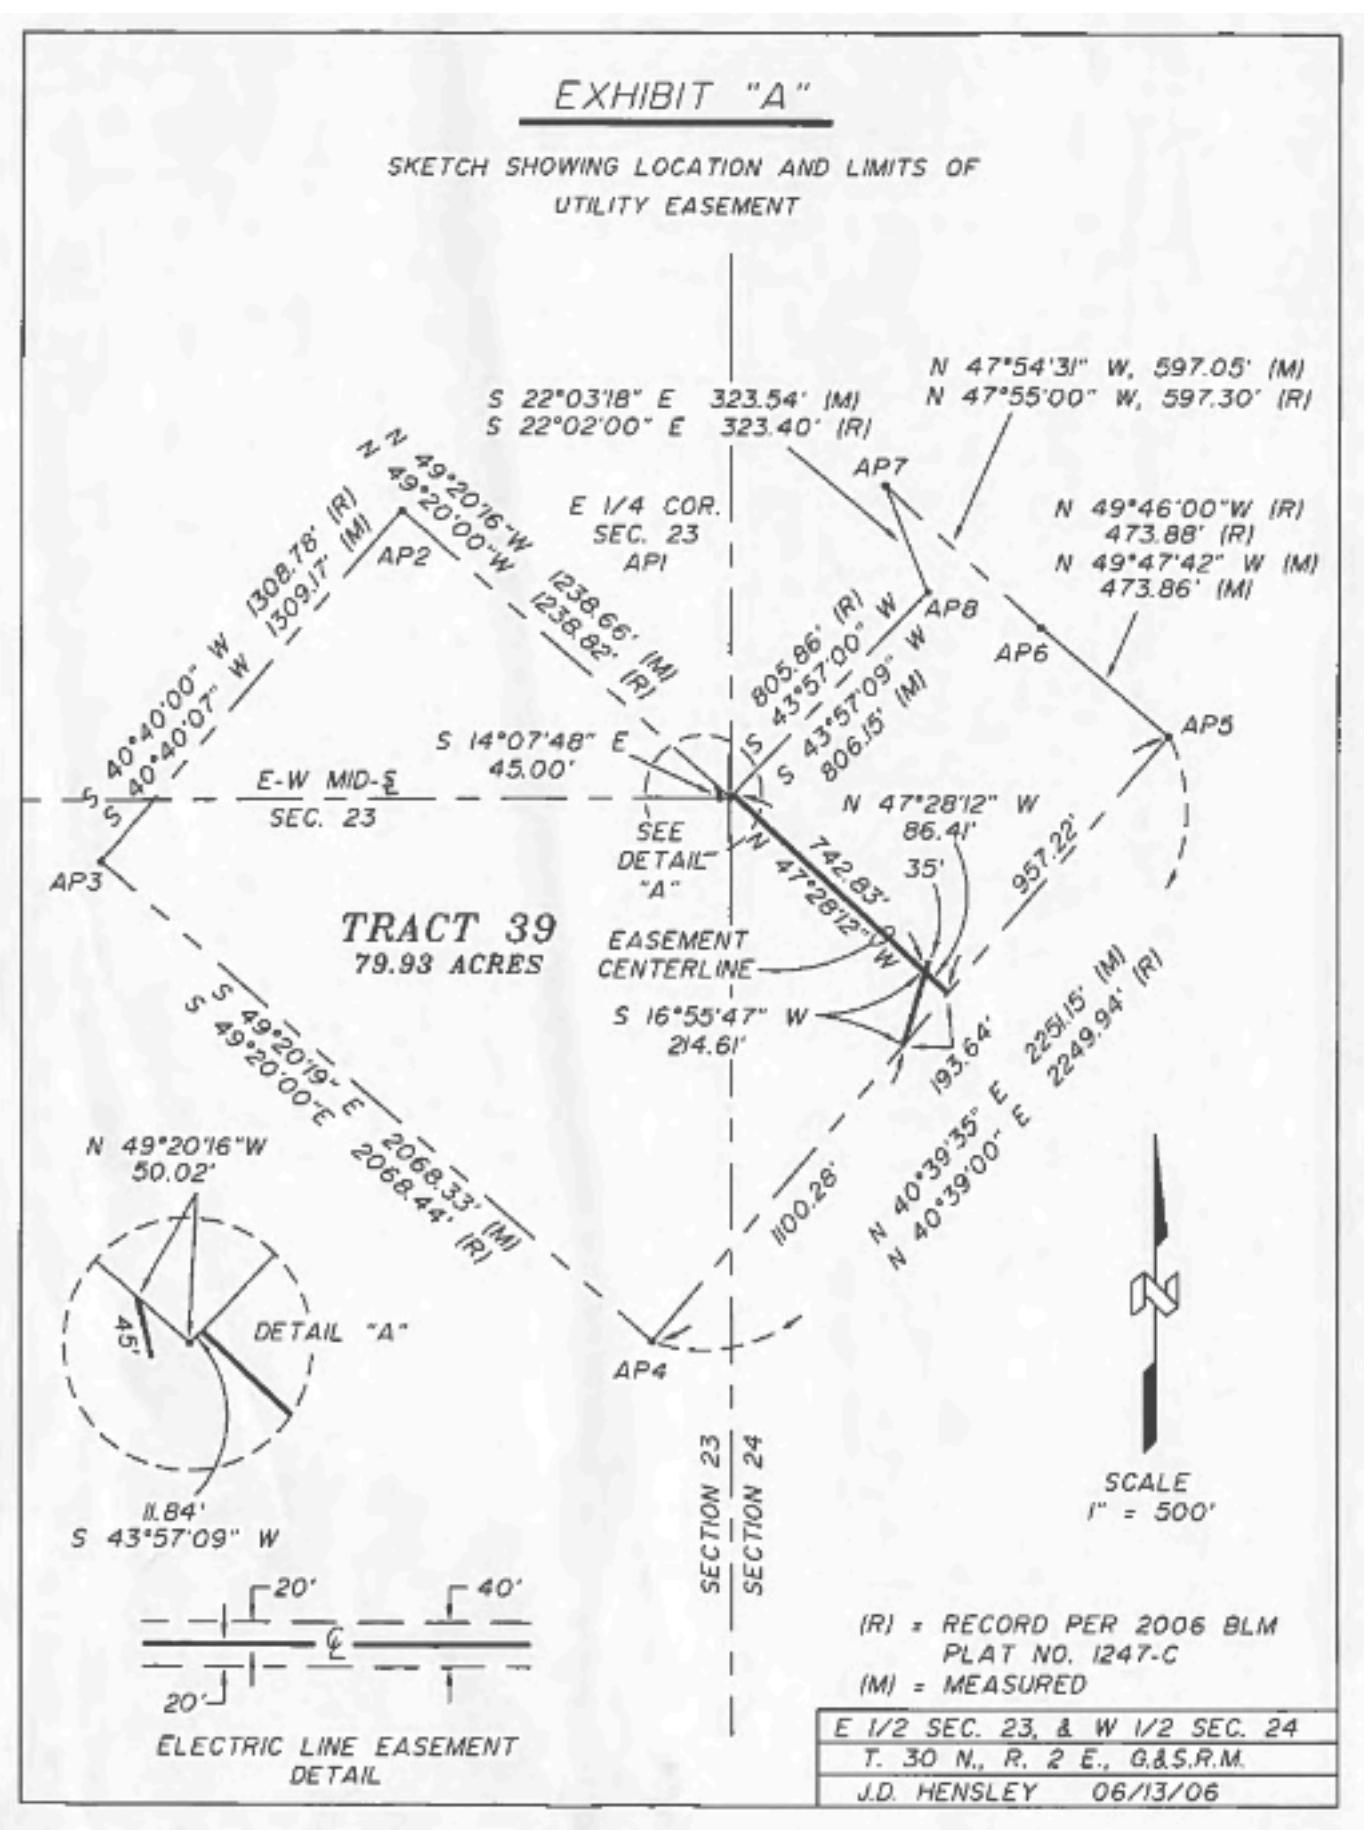 EXHIBIT "A"
SKETCH SHOWING LOCATION AND LIMITS OF
UTILITY EASEMENT
N 47°54'31" W, 597.05' (M)
N 47°55'00" W, 597.30' (R)
S 22°03'18" E 323.54' (M)
S 22°02'00" E 323.40' (R)
AP7
N 49°46'00"W (R)
473.88' (R)
N 49°47'42" W (M)
473.86' (M)
E 1/4 COR.
SEC. 23
AP1
N 49°20'16"W 1238.66' (M)
N 49°20'00"W 1238.82' (R)
AP2
S 40°40'00" W 1308.78' (R)
S 40°40'07" W 1309.17' (M)
AP8
AP6
AP5
805.86' (R)
S 43°57'00" W
S 43°57'09" W
806.15' (M)
S 14°07'48" E
45.00'
E-W MID-℄
SEC. 23
SEE
DETAIL
"A"
N 47°28'12" W
86.41'
35'
742.83'
N 47°28'12" W
957.22'
AP3
TRACT 39
79.93 ACRES
EASEMENT
CENTERLINE
S 16°55'47" W
214.61'
193.64'
N 40°39'35" E 2251.15' (M)
N 40°39'00" E 2249.94' (R)
S 49°20'19" E 2068.33' (M)
S 49°20'00"E 2068.44' (R)
1100.28'
N 49°20'16"W
50.02'
45'
DETAIL "A"
AP4
11.84'
S 43°57'09" W
N
SCALE
1" = 500'
SECTION 23
SECTION 24
20'
40'
℄
20'
ELECTRIC LINE EASEMENT
DETAIL
(R) = RECORD PER 2006 BLM
PLAT NO. 1247-C
(M) = MEASURED
E 1/2 SEC. 23, & W 1/2 SEC. 24
T. 30 N., R. 2 E., G.&S.R.M.
J.D. HENSLEY 06/13/06